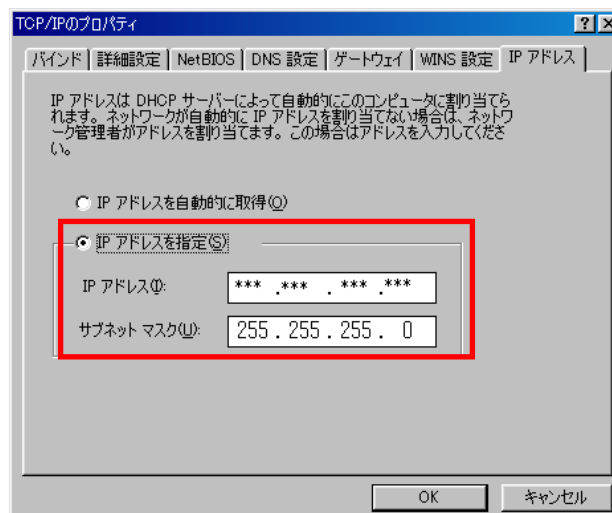 TCP/IPのプロパティ
バインド 詳細設定 NetBIOS DNS 設定 ゲートウェイ WINS 設定 IP アドレス
IP アドレスは DHCP サーバーによって自動的にこのコンピュータに割り当てら
れます。ネットワークが自動的に IP アドレスを割り当てない場合は、ネットワ
ーク管理者がアドレスを割り当てます。この場合はアドレスを入力してくださ
い。
IP アドレスを自動的に取得(O)
IP アドレスを指定(S)
IP アドレス(I): *** .*** . *** .***
サブネット マスク(U): 255 . 255 . 255 . 0
OK キャンセル